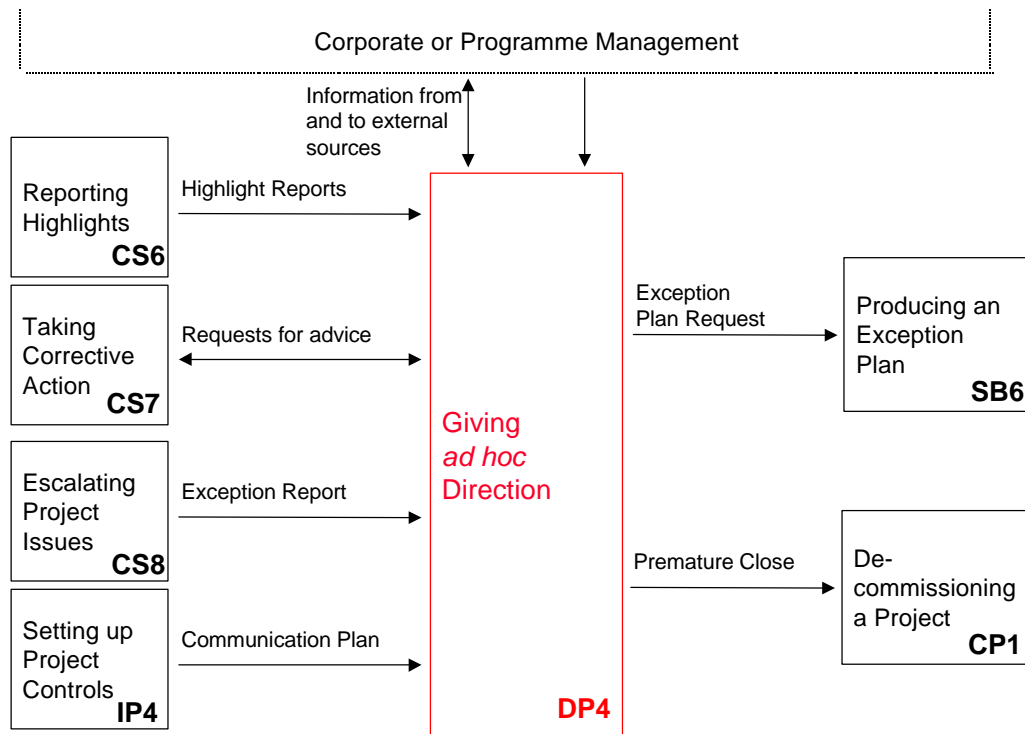 Corporate or Programme Management
Information from
and to external
sources
Reporting
Highlights
CS6
Highlight Reports
Taking
Corrective
Action
CS7
Requests for advice
Escalating
Project
Issues
CS8
Exception Report
Setting up
Project
Controls
IP4
Communication Plan
Giving
ad hoc
Direction
DP4
Exception
Plan Request
Producing an
Exception
Plan
SB6
Premature Close
De-
commissioning
a Project
CP1